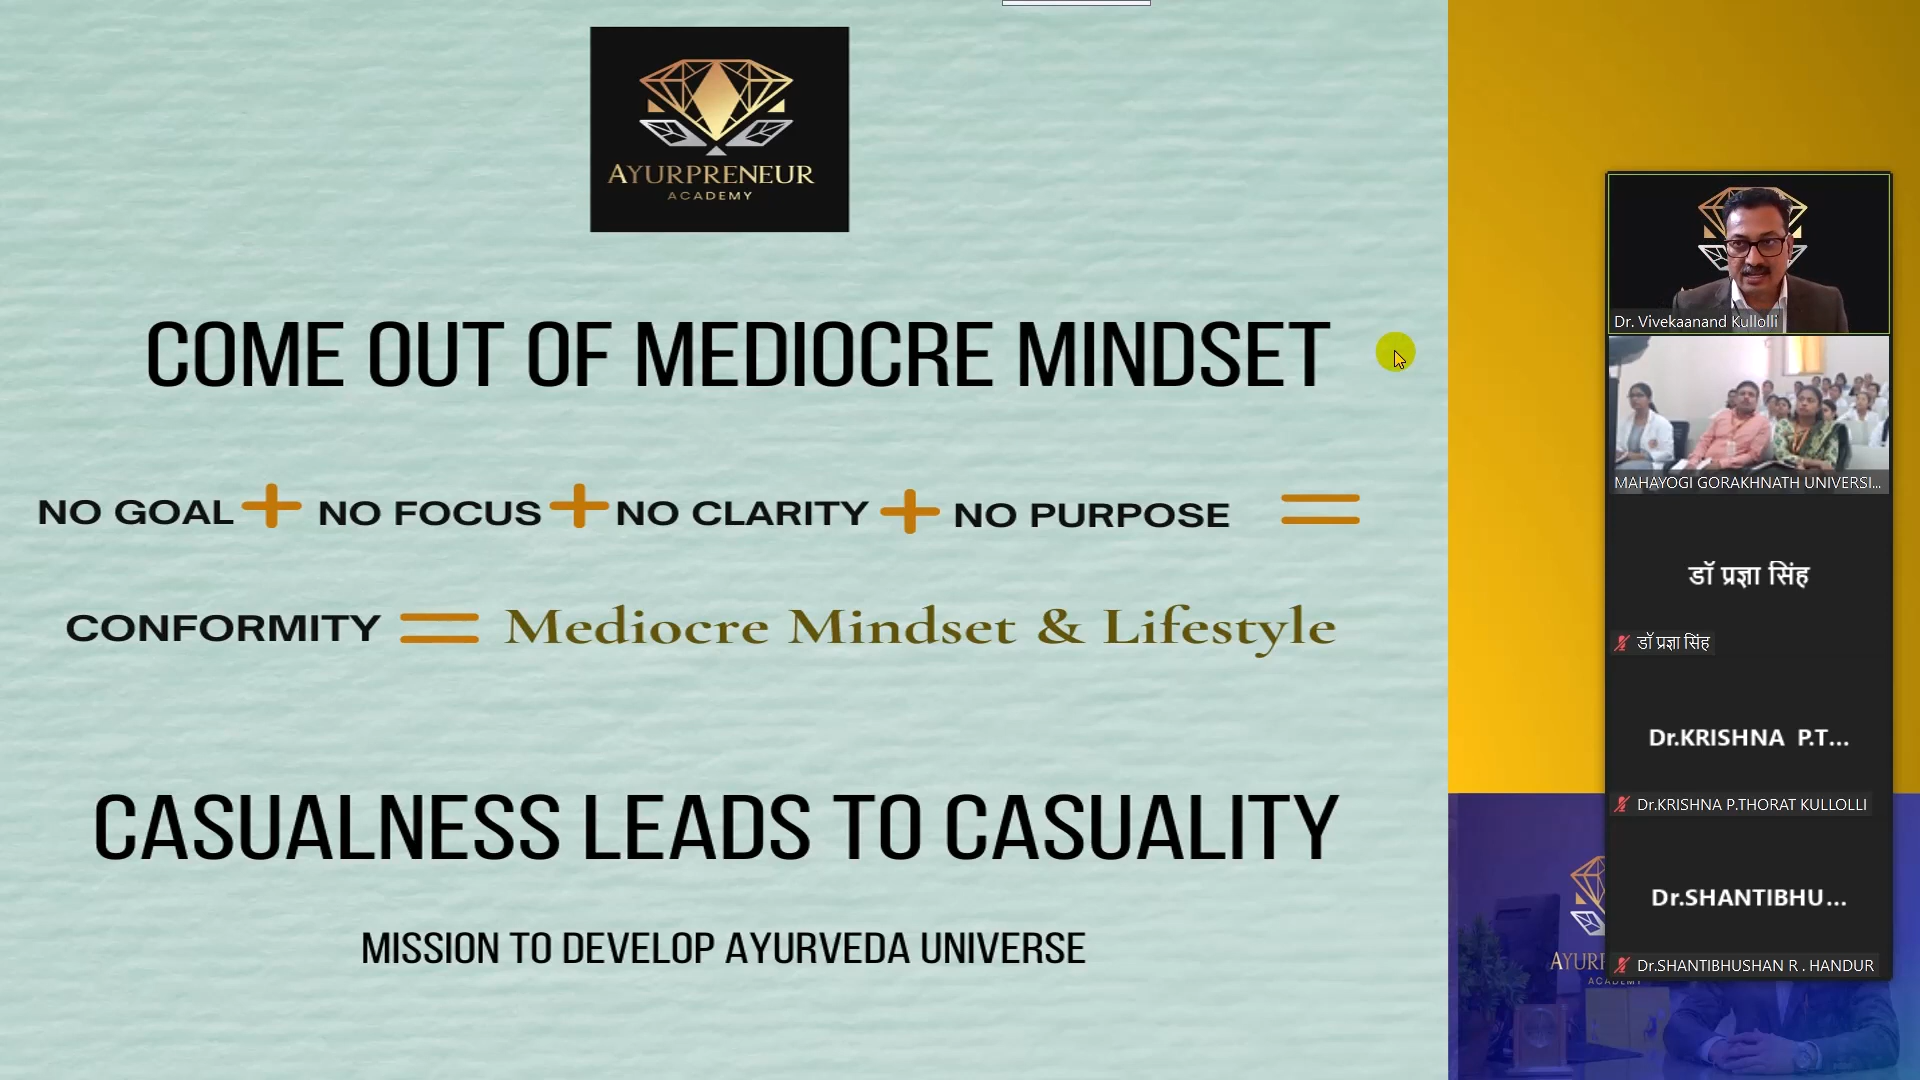 AYURPRENEUR
ACADEMY
COME OUT OF MEDIOCRE MINDSET
NO GOAL + NO FOCUS + NO CLARITY + NO PURPOSE =
CONFORMITY = Mediocre Mindset & Lifestyle
CASUALNESS LEADS TO CASUALITY
MISSION TO DEVELOP AYURVEDA UNIVERSE
Dr. Vivekaanand Kullolli
MAHAYOGI GORAKHNATH UNIVERSI...
डॉ प्रज्ञा सिंह
डॉ प्रज्ञा सिंह
Dr.KRISHNA P.T...
Dr.KRISHNA P.THORAT KULLOLLI
Dr.SHANTIBHU...
Dr.SHANTIBHUSHAN R . HANDUR
AYURP
ACADEMY